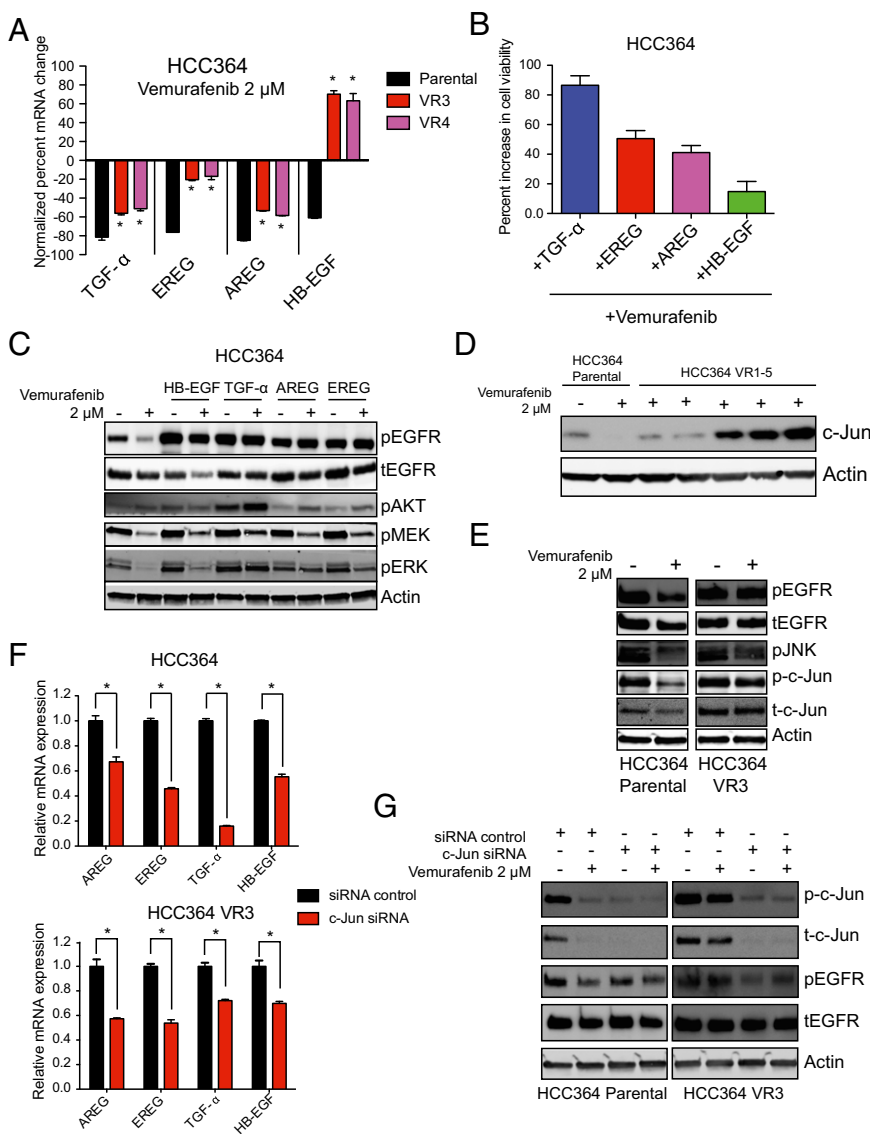 A
HCC364
Vemurafenib 2 µM
Normalized percent mRNA change
100
80
60
40
20
0
-20
-40
-60
-80
-100
* * * * * * * *
TGF-α EREG AREG HB-EGF
Parental
VR3
VR4
B
HCC364
Percent increase in cell viability
100
80
60
40
20
0.0
+TGF-α +EREG +AREG +HB-EGF
+Vemurafenib
C
HCC364
HB-EGF TGF-α AREG EREG
Vemurafenib
2 µM
- + - + - + - + - +
pEGFR
tEGFR
pAKT
pMEK
pERK
Actin
D
HCC364
Parental
HCC364 VR1-5
Vemurafenib
2 µM
- + + + + + +
c-Jun
Actin
E
Vemurafenib
2 µM
- + - +
pEGFR
tEGFR
pJNK
p-c-Jun
t-c-Jun
Actin
HCC364
Parental
HCC364
VR3
F
HCC364
Relative mRNA expression
1.2
1.0
0.8
0.6
0.4
0.2
0.0
* * * *
AREG EREG TGF-α HB-EGF
siRNA control
c-Jun siRNA
HCC364 VR3
Relative mRNA expression
1.2
1.0
0.8
0.6
0.4
0.2
0.0
* * * *
AREG EREG TGF-α HB-EGF
G
siRNA control + + - - + + - -
c-Jun siRNA - - + + - - + +
Vemurafenib 2 µM - + - + - + - +
p-c-Jun
t-c-Jun
pEGFR
tEGFR
Actin
HCC364 Parental HCC364 VR3